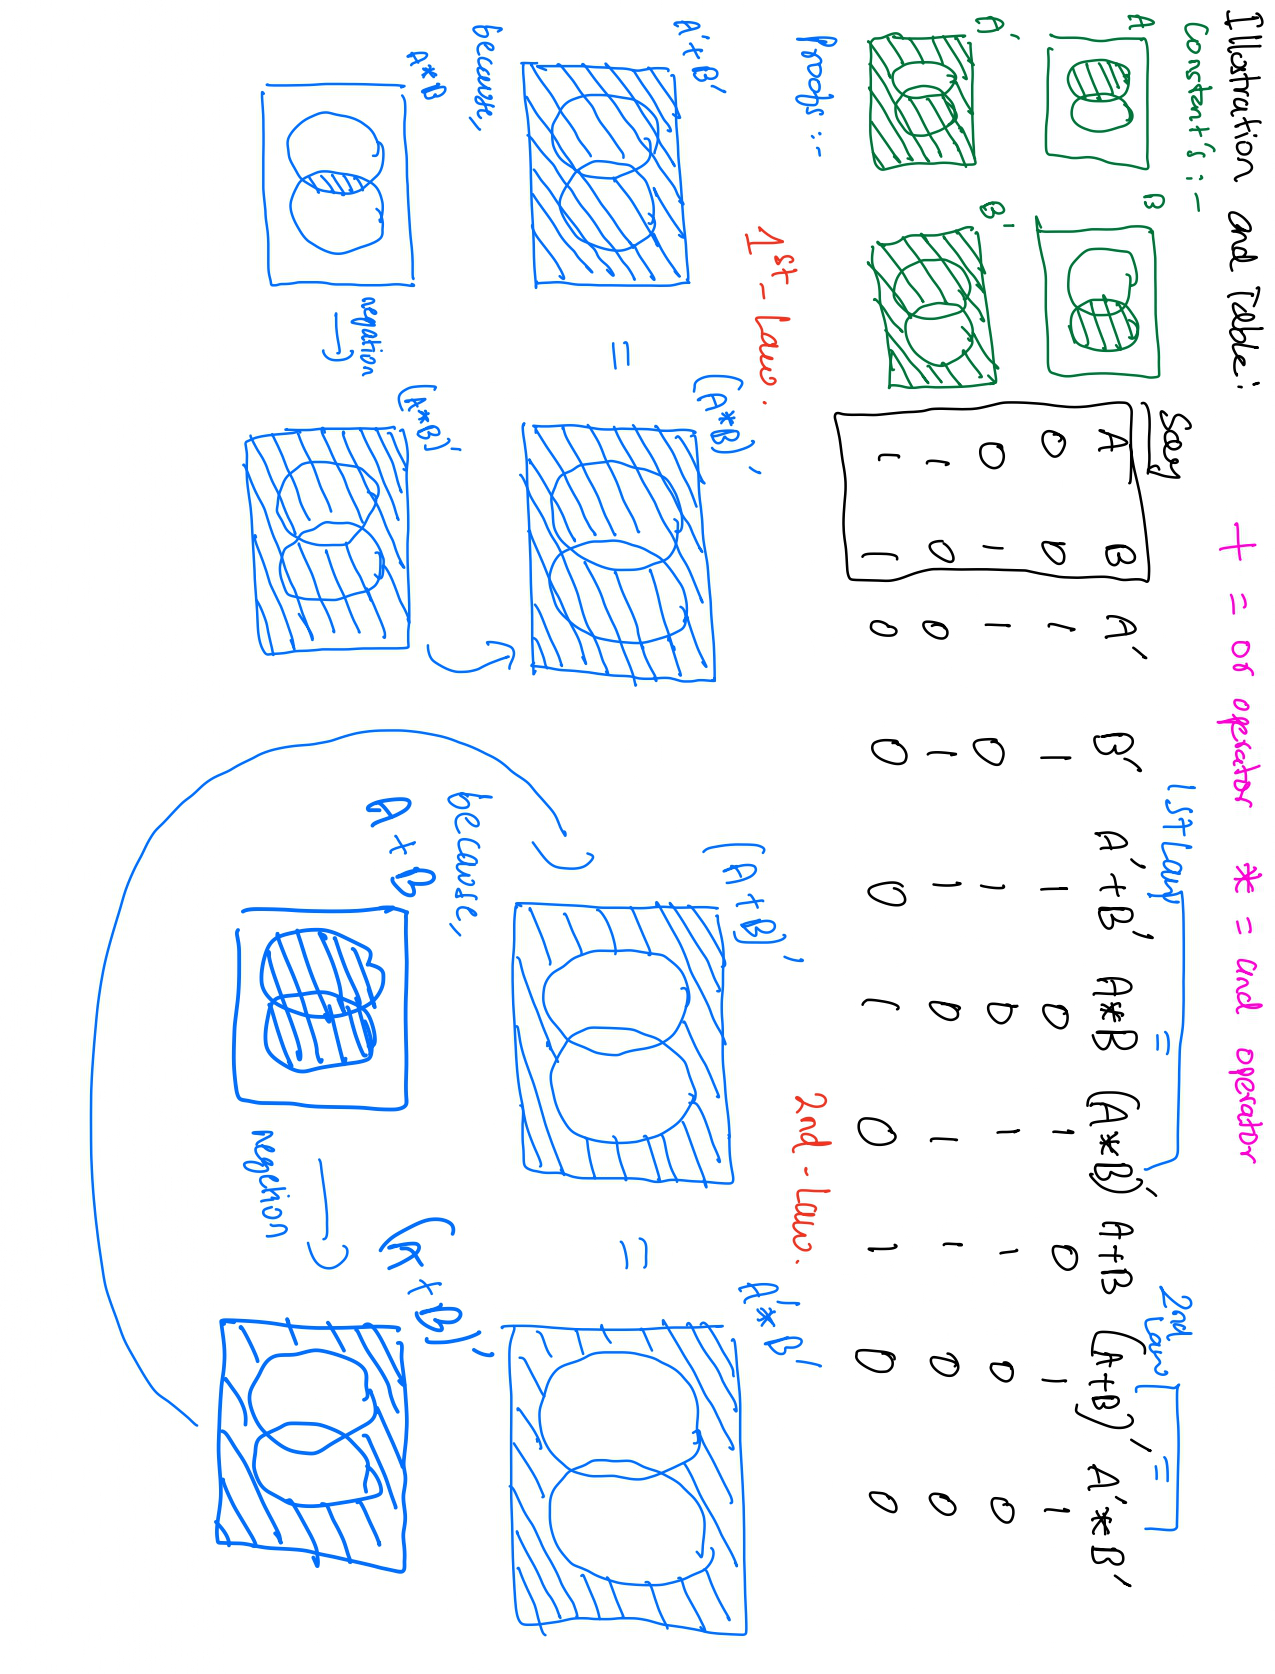 Illustration and Table:
+ = or operator * = and operator
Constant's :-
Say
1st Law =
2nd Law =
A B
A' B'
A B A' B' A'+B' A*B (A*B)' A+B (A+B)' A'*B'
0 0 1 1 1 0 1 0 1 1
0 1 1 0 1 0 1 1 0 0
1 0 0 1 1 0 1 1 0 0
1 1 0 0 0 1 0 1 0 0
Proofs :-
1st - Law.
A'+B' = (A*B)'
because,
A*B negation → (A*B)'
2nd - Law.
(A+B)' = A'*B'
because,
A+B negetion → (A+B)'